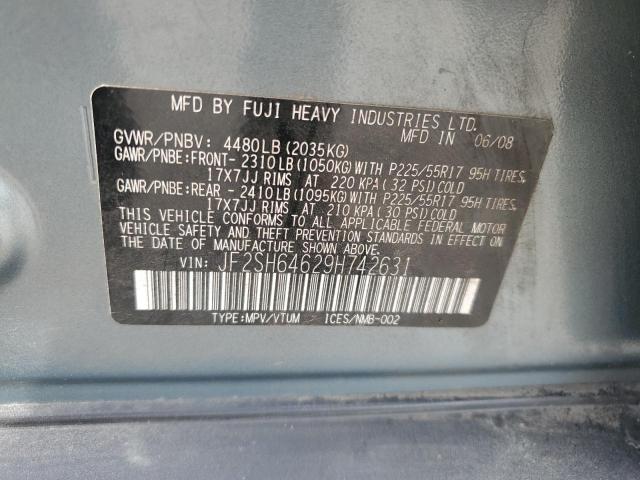 MFD BY FUJI HEAVY INDUSTRIES LTD.
MFD IN 06/08
GVWR/PNBV: 4480LB(2035KG)
GAWR/PNBE:FRONT- 2310LB(1050KG)WITH P225/55R17 95H TIRES,
17X7JJ RIMS AT 220 KPA(32 PSI)COLD
GAWR/PNBE:REAR - 2410LB(1095KG)WITH P225/55R17 95H TIRES,
17X7JJ RIMS AT 210 KPA(30 PSI)COLD
THIS VEHICLE CONFORMS TO ALL APPLICABLE FEDERAL MOTOR
VEHICLE SAFETY AND THEFT PREVENTION STANDARDS IN EFFECT ON
THE DATE OF MANUFACTURE SHOWN ABOVE.
VIN: JF2SH64629H742631
TYPE:MPV/VTUM ICES/NMB-002